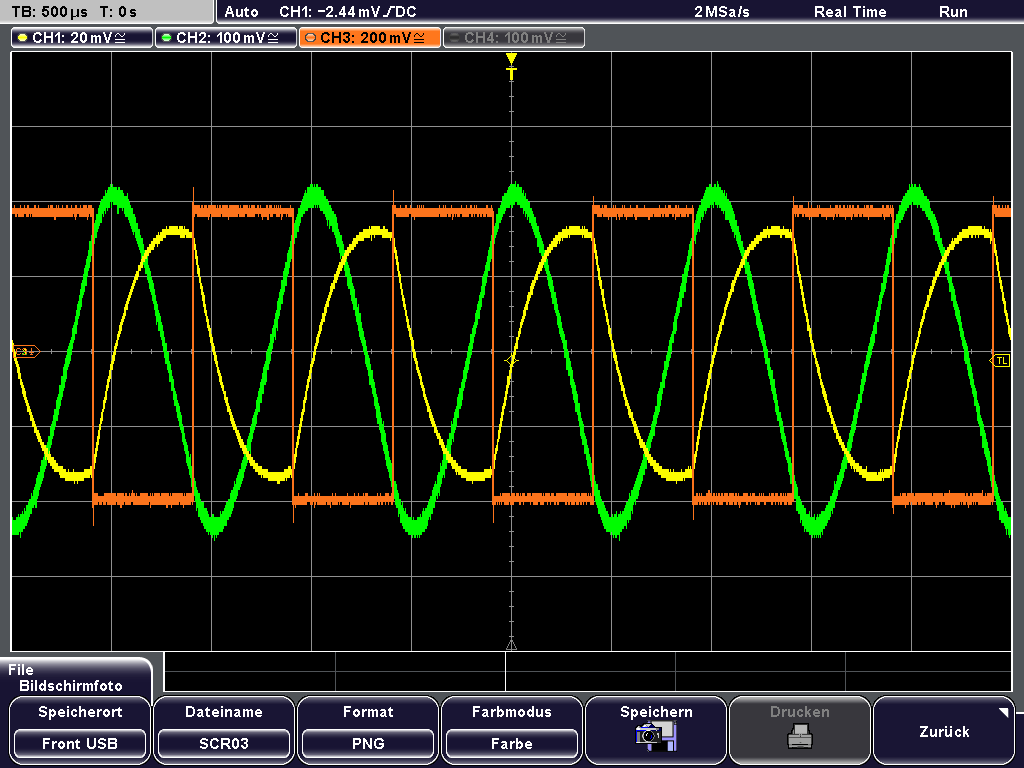 TB: 500 µs T: 0 s Auto CH1: −2.44 mV DC 2 MSa/s Real Time Run
CH1: 20 mV≅ CH2: 100 mV≅ CH3: 200 mV≅ CH4: 100 mV≅
T
TL
File
Bildschirmfoto
Speicherort Dateiname Format Farbmodus Speichern Drucken Zurück
Front USB SCR03 PNG Farbe